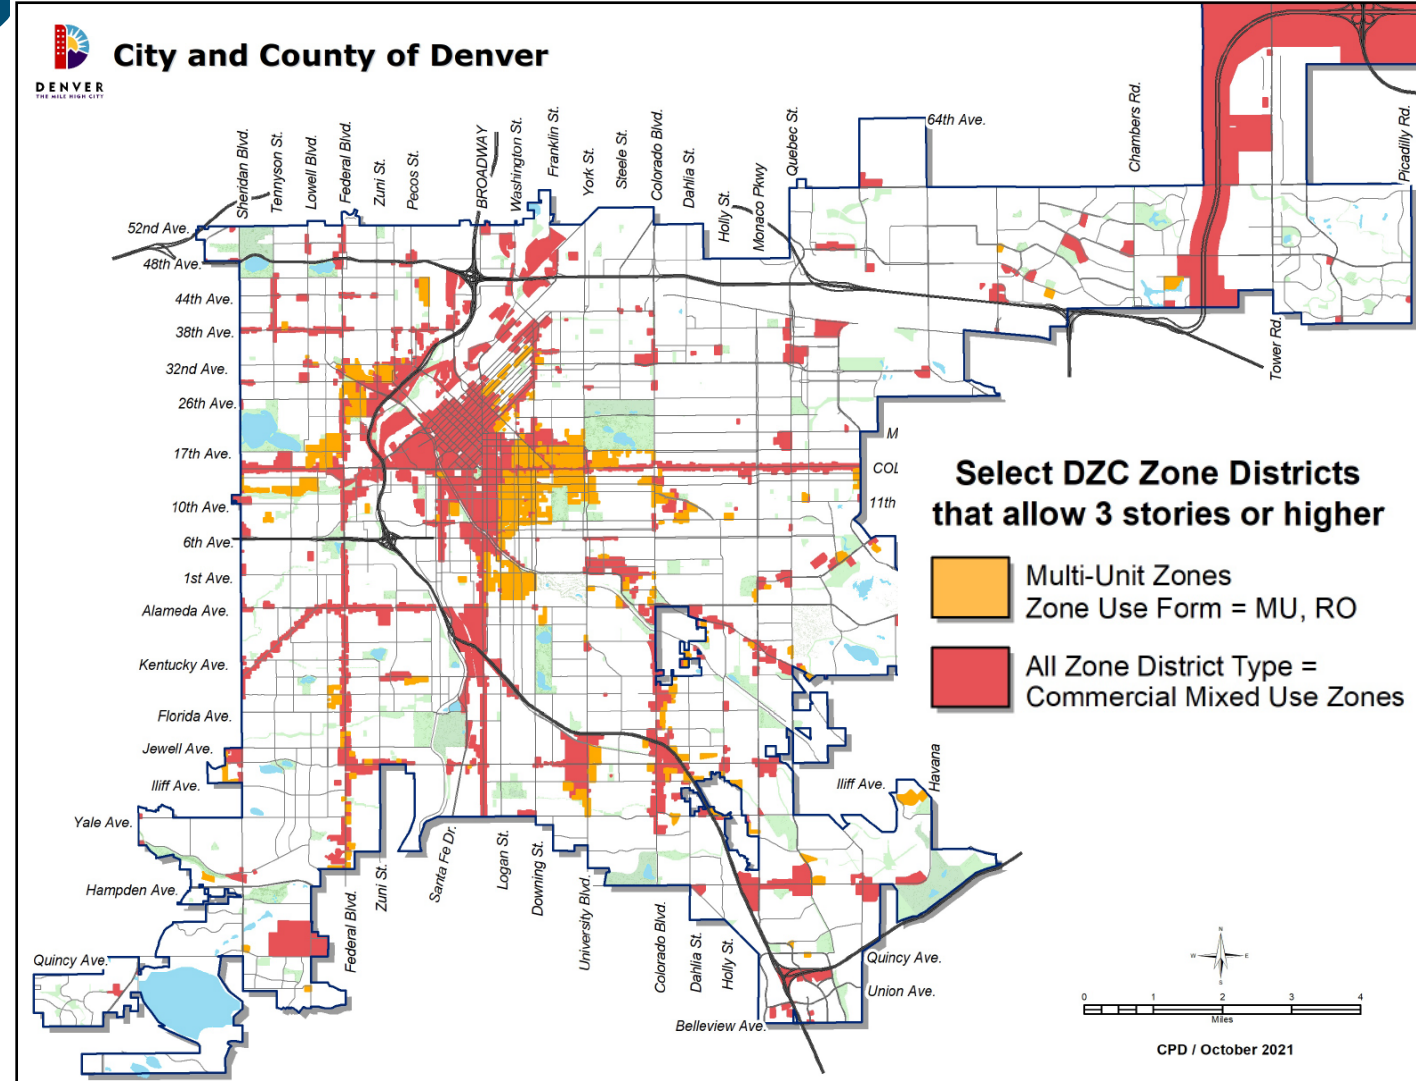 City and County of Denver
DENVER
THE MILE HIGH CITY
Sheridan Blvd.
Tennyson St.
Lowell Blvd.
Federal Blvd.
Zuni St.
Pecos St.
BROADWAY
Washington St.
Franklin St.
York St.
Steele St.
Colorado Blvd.
Dahlia St.
Holly St.
Monaco Pkwy
Quebec St.
64th Ave.
Chambers Rd.
Picadilly Rd.
Tower Rd.
52nd Ave.
48th Ave.
44th Ave.
38th Ave.
32nd Ave.
26th Ave.
17th Ave.
10th Ave.
6th Ave.
1st Ave.
Alameda Ave.
Kentucky Ave.
Florida Ave.
Jewell Ave.
Iliff Ave.
Yale Ave.
Hampden Ave.
Quincy Ave.
M
COL
11th
Select DZC Zone Districts
that allow 3 stories or higher
Multi-Unit Zones
Zone Use Form = MU, RO
All Zone District Type =
Commercial Mixed Use Zones
Iliff Ave.
Havana
Federal Blvd.
Zuni St.
Santa Fe Dr.
Logan St.
Downing St.
University Blvd.
Colorado Blvd.
Dahlia St.
Holly St.
Quincy Ave.
Union Ave.
Belleview Ave.
N
W
E
S
0 1 2 3 4
Miles
CPD / October 2021